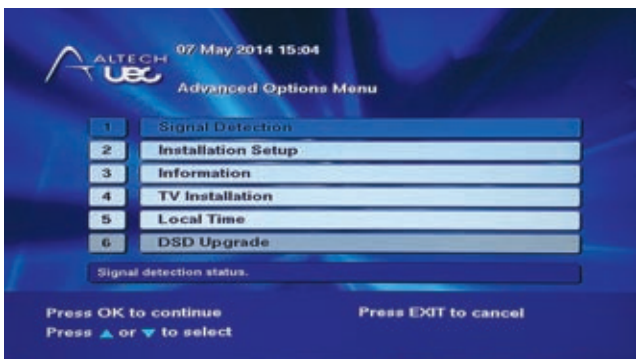 07 May 2014 15:04
ALTECH
UEC
Advanced Options Menu
1 Signal Detection
2 Installation Setup
3 Information
4 TV Installation
5 Local Time
6 DSD Upgrade
Signal detection status.
Press OK to continue Press EXIT to cancel
Press ▲ or ▼ to select